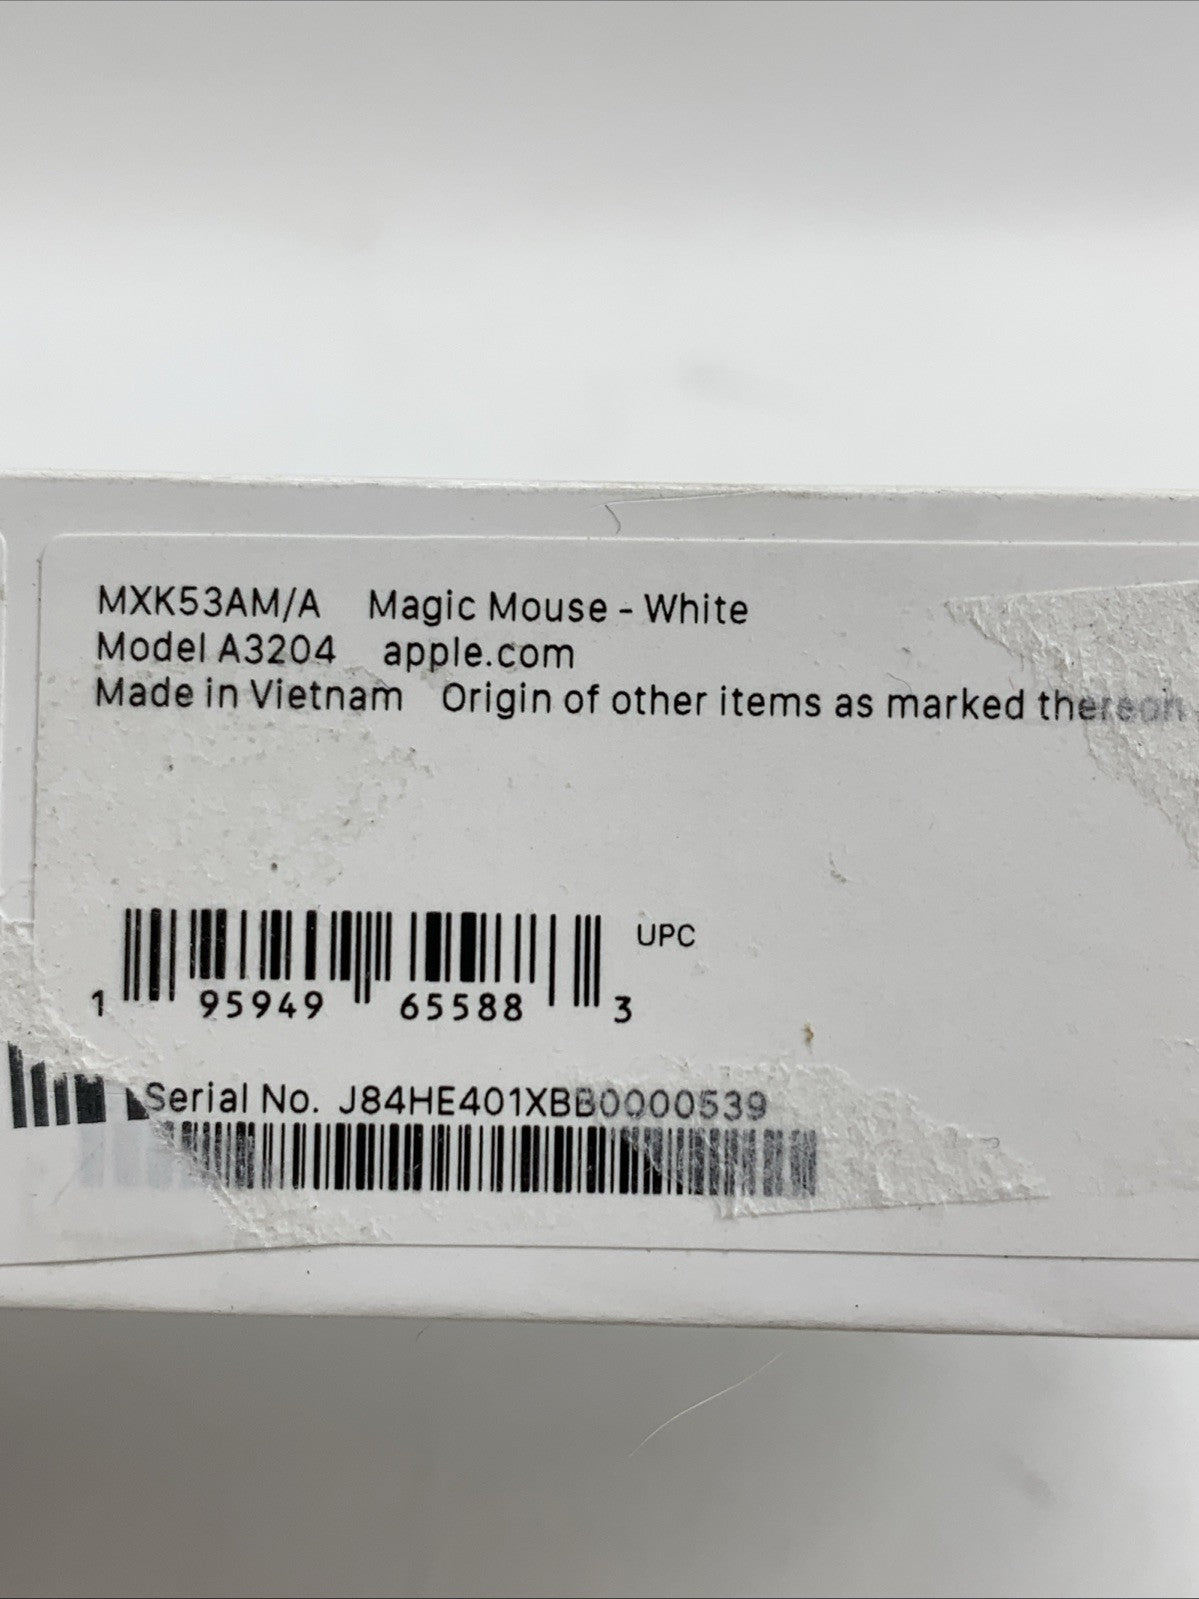 MXK53AM/A Magic Mouse - White
Model A3204 apple.com
Made in Vietnam Origin of other items as marked thereon
UPC
1 95949 65588 3
Serial No. J84HE401XBB0000539